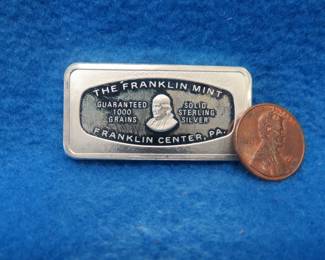 THE FRANKLIN MINT
GUARANTEED
1000
GRAINS
SOLID
STERLING
SILVER
FRANKLIN CENTER, PA.